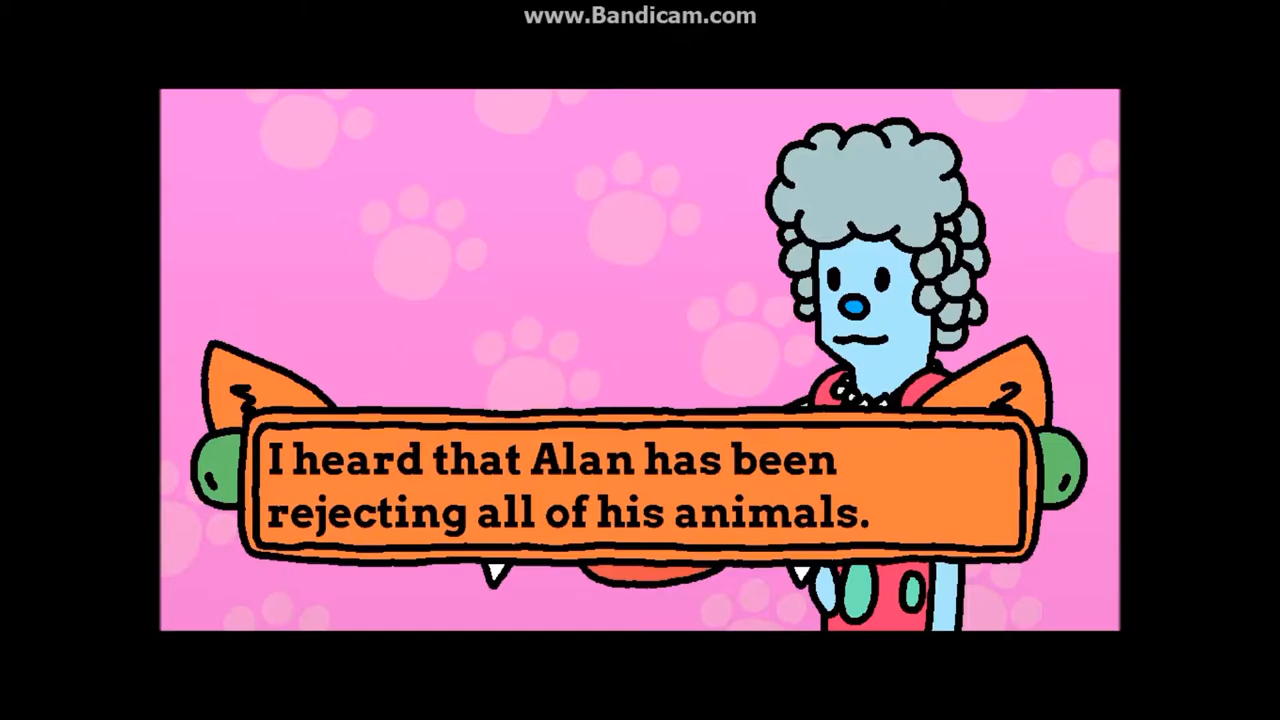 www.Bandicam.com
I heard that Alan has been
rejecting all of his animals.